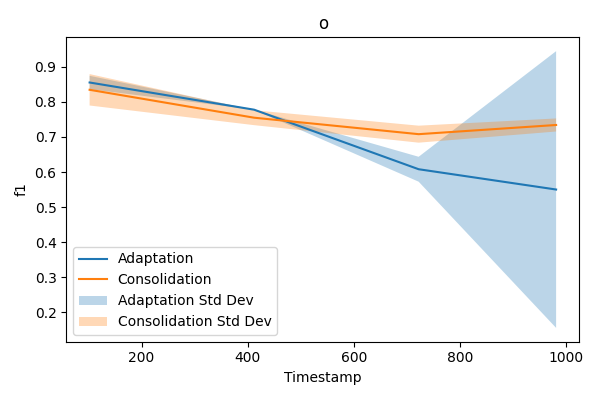 o
f1
0.9
0.8
0.7
0.6
0.5
0.4
0.3
0.2
Adaptation
Consolidation
Adaptation Std Dev
Consolidation Std Dev
200 400 600 800 1000
Timestamp